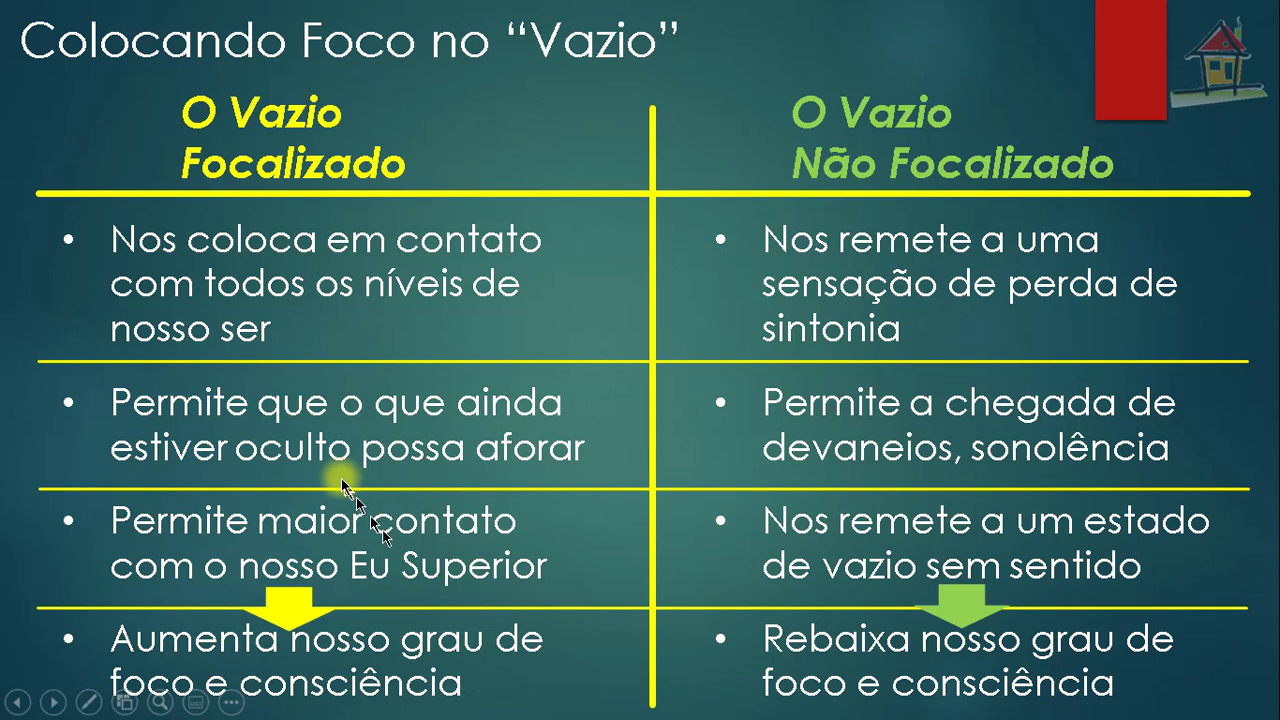 Colocando Foco no “Vazio”
O Vazio
Focalizado
O Vazio
Não Focalizado
• Nos coloca em contato
com todos os níveis de
nosso ser
• Nos remete a uma
sensação de perda de
sintonia
• Permite que o que ainda
estiver oculto possa aforar
• Permite a chegada de
devaneios, sonolência
• Permite maior contato
com o nosso Eu Superior
• Nos remete a um estado
de vazio sem sentido
• Aumenta nosso grau de
foco e consciência
• Rebaixa nosso grau de
foco e consciência